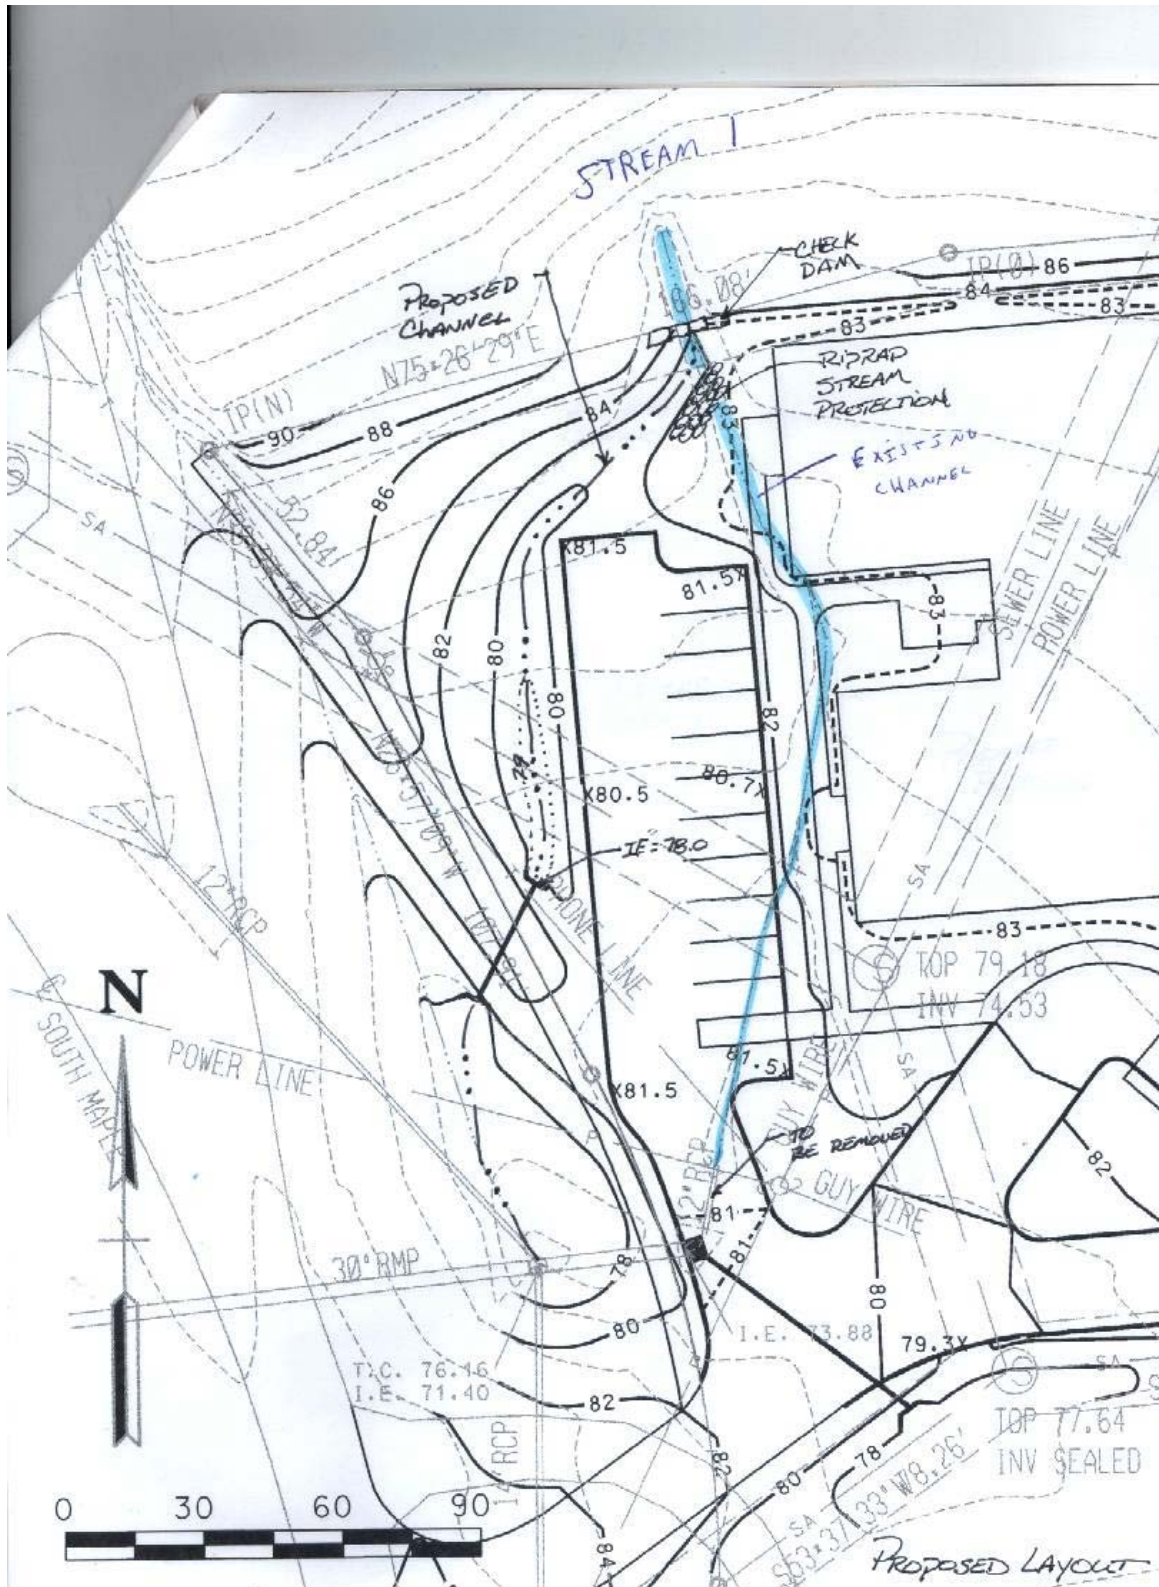 STREAM 1
CHECK
DAM
IP(0)
86
106.08'
84
83
83
PROPOSED
CHANNEL
N75°26'29"E
RIPRAP
STREAM
PROTECTION
IP(N)
90
88
84
83
EXISTING
CHANNEL
86
52.84'
SA
X81.5
81.5X
83
SEWER LINE
POWER LINE
82
80
80
82
79
80.7X
X80.5
IE=78.0
12"RCP
PHONE LINE
SA
83
TOP 79.18
INV 74.53
N
SOUTH MAPLE
POWER LINE
81.5X
X81.5
GUY WIRE
SA
TO
BE REMOVED
12"RCP
GUY WIRE
82
81
81
30"RMP
78
80
80
I.E. 73.88
79.3X
SA
T.C. 76.16
I.E. 71.40
82
TOP 77.64
INV SEALED
RCP
82
80
78
SA
84
0 30 60 90
PROPOSED LAYOUT